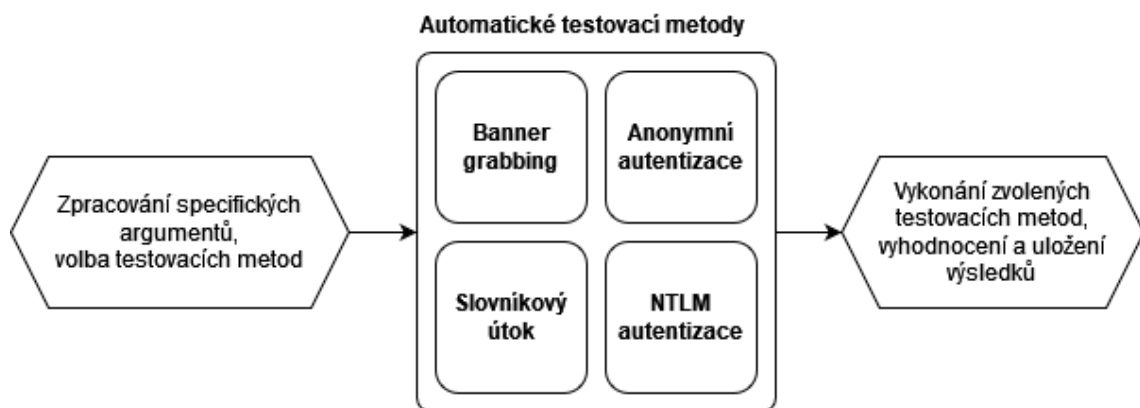 Automatické testovací metody
Banner
grabbing
Anonymní
autentizace
Zpracování specifických
argumentů,
volba testovacích metod
Vykonání zvolených
testovacích metod,
vyhodnocení a uložení
výsledků
Slovníkový
útok
NTLM
autentizace